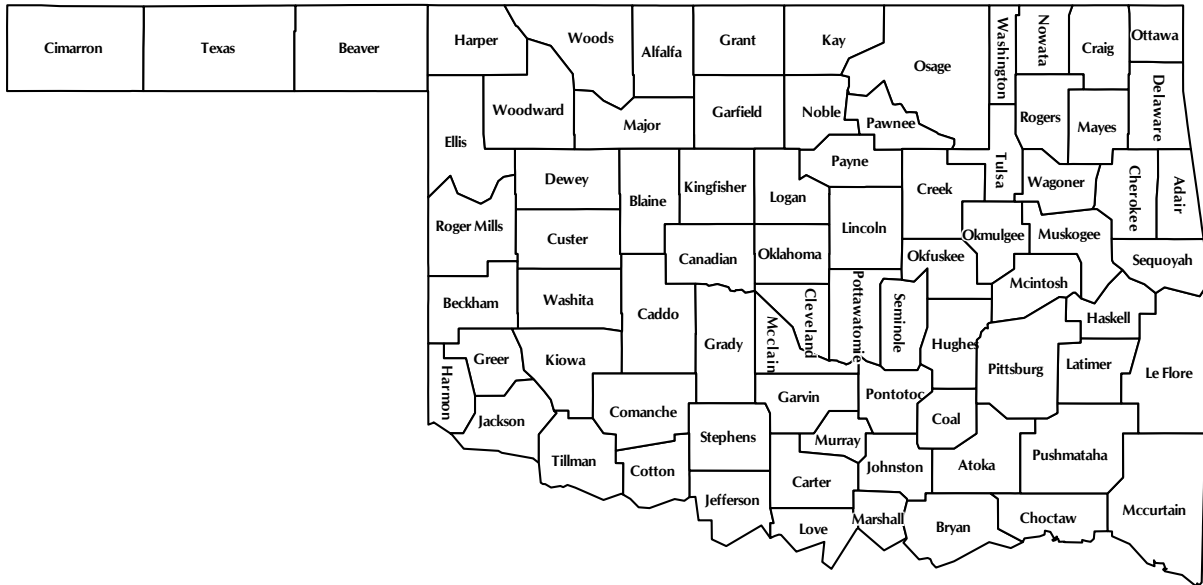 Cimarron
Texas
Beaver
Harper
Woods
Alfalfa
Grant
Kay
Osage
Washington
Nowata
Craig
Ottawa
Delaware
Woodward
Major
Garfield
Noble
Pawnee
Rogers
Mayes
Ellis
Dewey
Blaine
Kingfisher
Logan
Payne
Creek
Tulsa
Wagoner
Cherokee
Adair
Roger Mills
Custer
Canadian
Oklahoma
Lincoln
Okfuskee
Okmulgee
Muskogee
Sequoyah
Beckham
Washita
Caddo
Grady
Mcclain
Cleveland
Pottawatomie
Seminole
Hughes
Mcintosh
Haskell
Harmon
Greer
Kiowa
Pittsburg
Latimer
Le Flore
Jackson
Comanche
Garvin
Pontotoc
Coal
Tillman
Cotton
Stephens
Murray
Carter
Johnston
Atoka
Pushmataha
Jefferson
Love
Marshall
Bryan
Choctaw
Mccurtain